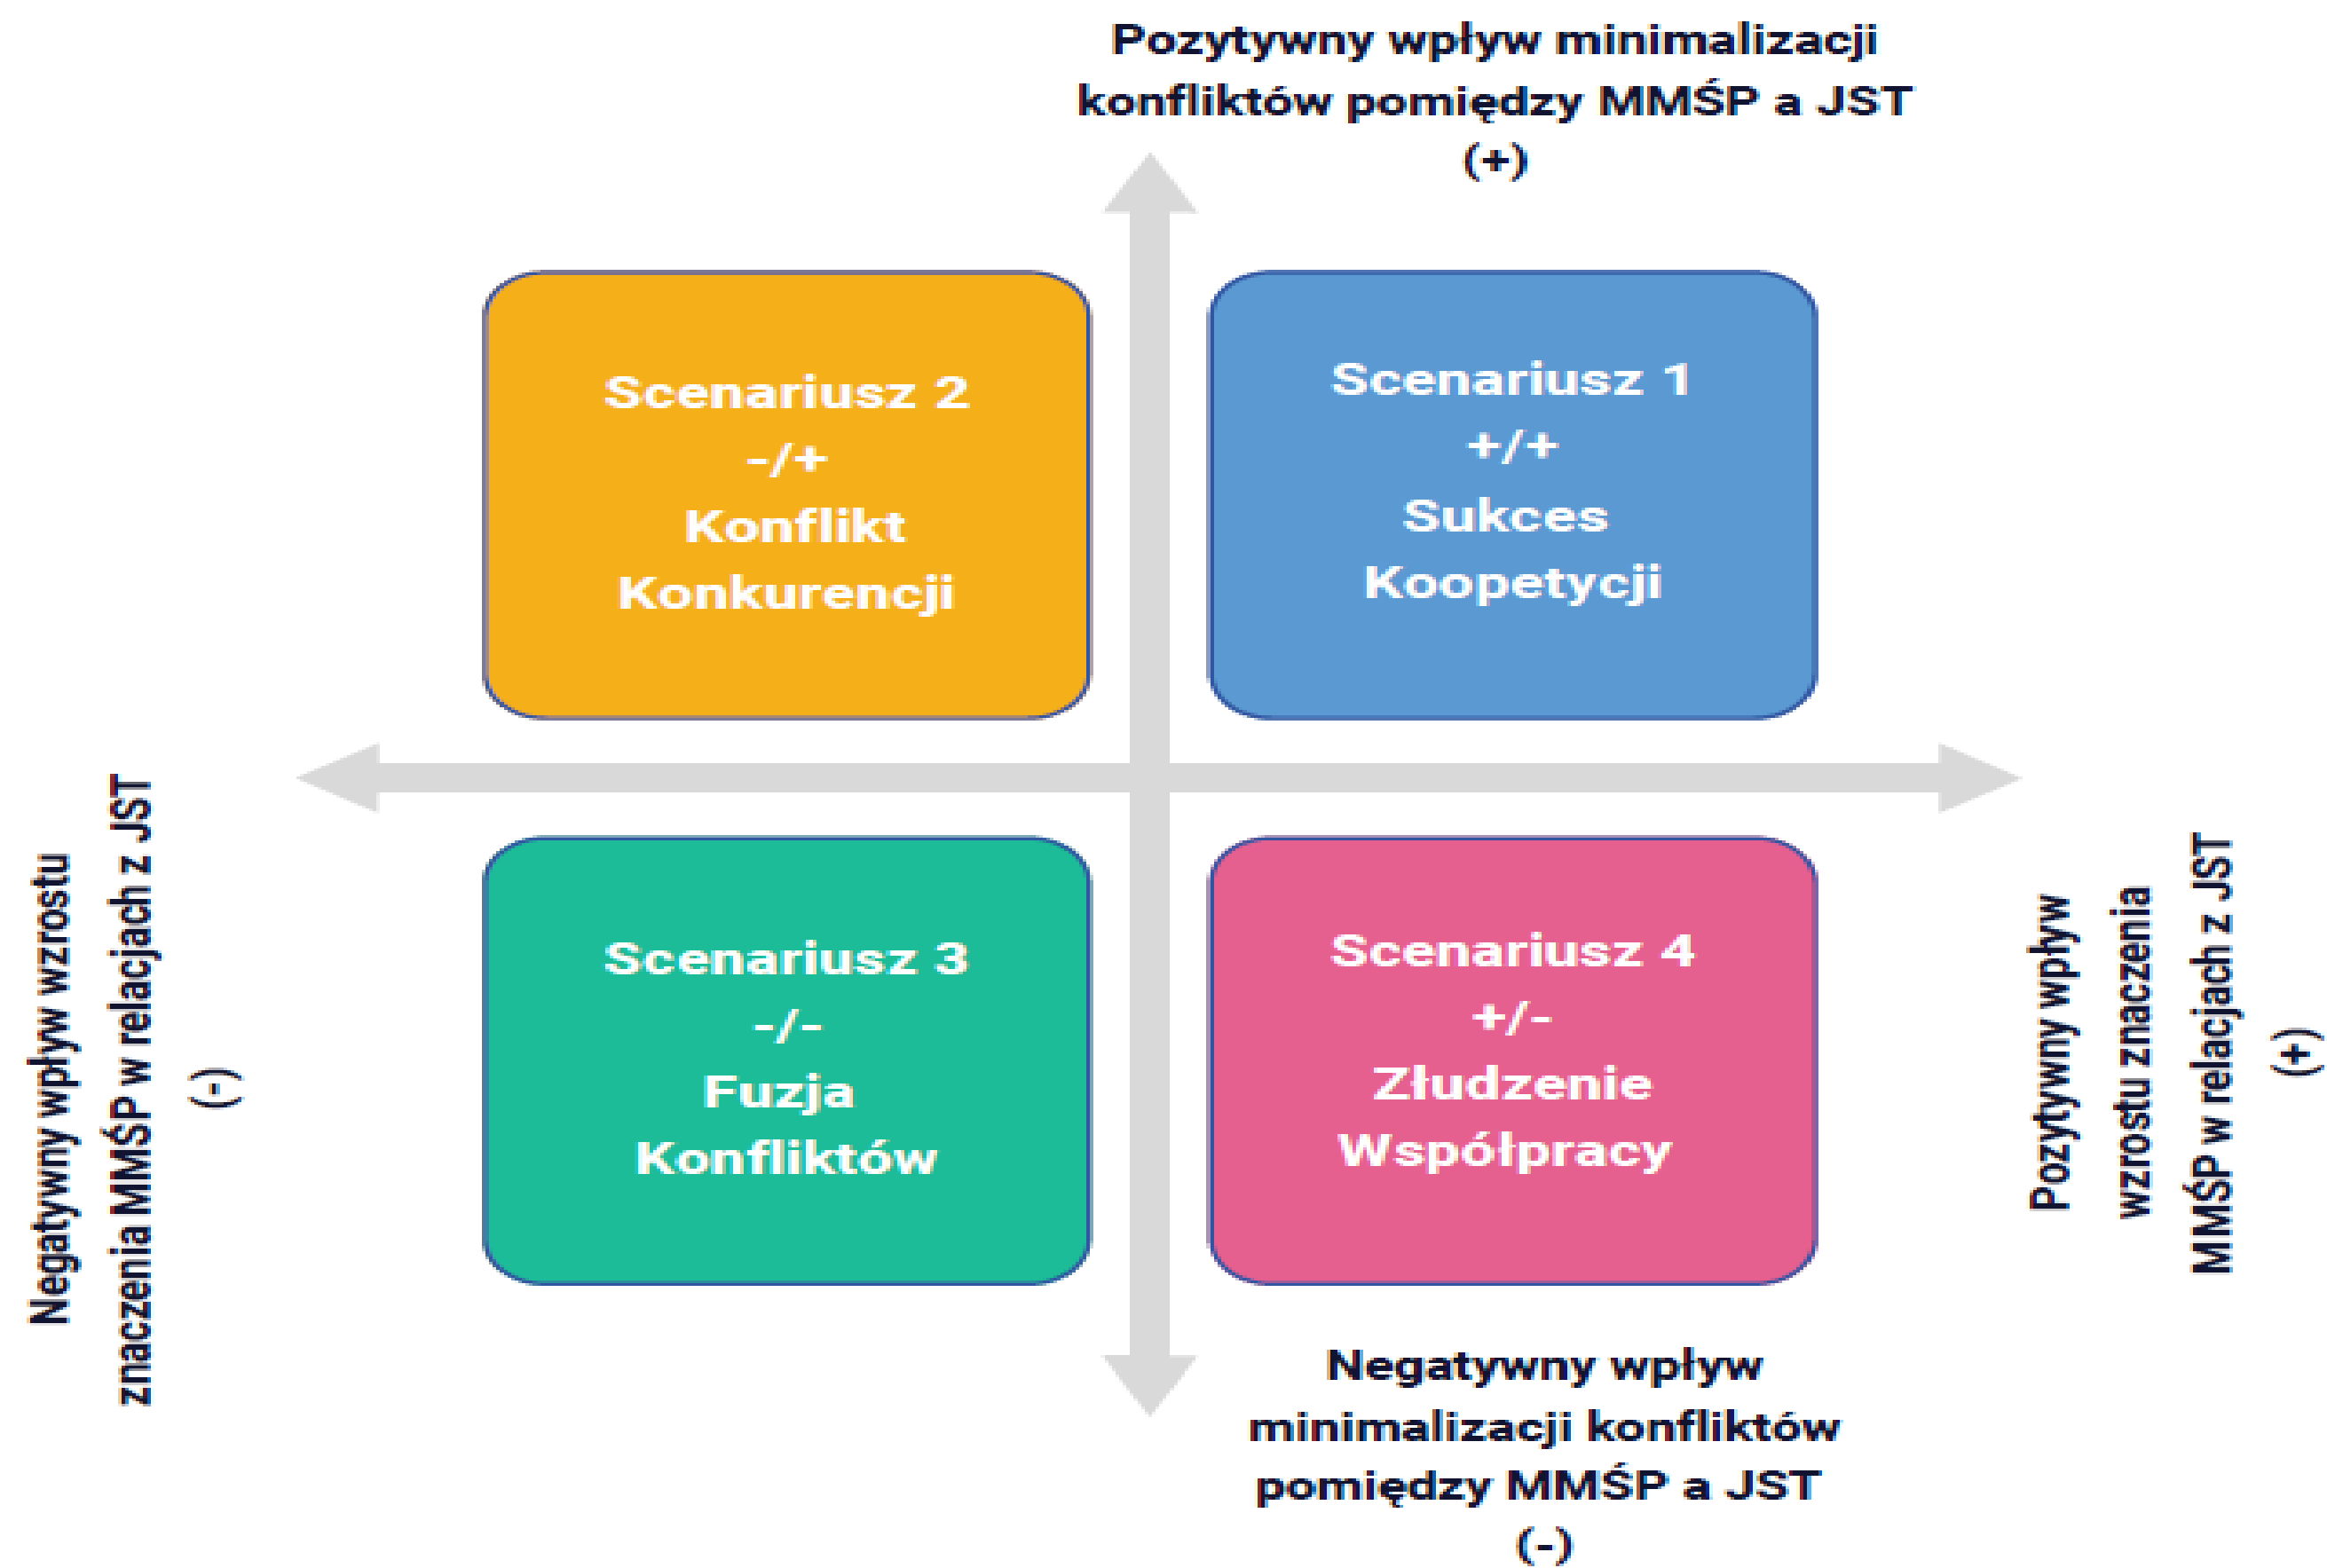 Pozytywny wpływ minimalizacji
konfliktów pomiędzy MMŚP a JST
(+)
Scenariusz 2
-/+
Konflikt
Konkurencji
Scenariusz 1
+/+
Sukces
Koopetycji
Negatywny wpływ wzrostu
znaczenia MMŚP w relacjach z JST
(-)
Pozytywny wpływ
wzrostu znaczenia
MMŚP w relacjach z JST
(+)
Scenariusz 3
-/-
Fuzja
Konfliktów
Scenariusz 4
+/-
Złudzenie
Współpracy
Negatywny wpływ
minimalizacji konfliktów
pomiędzy MMŚP a JST
(-)